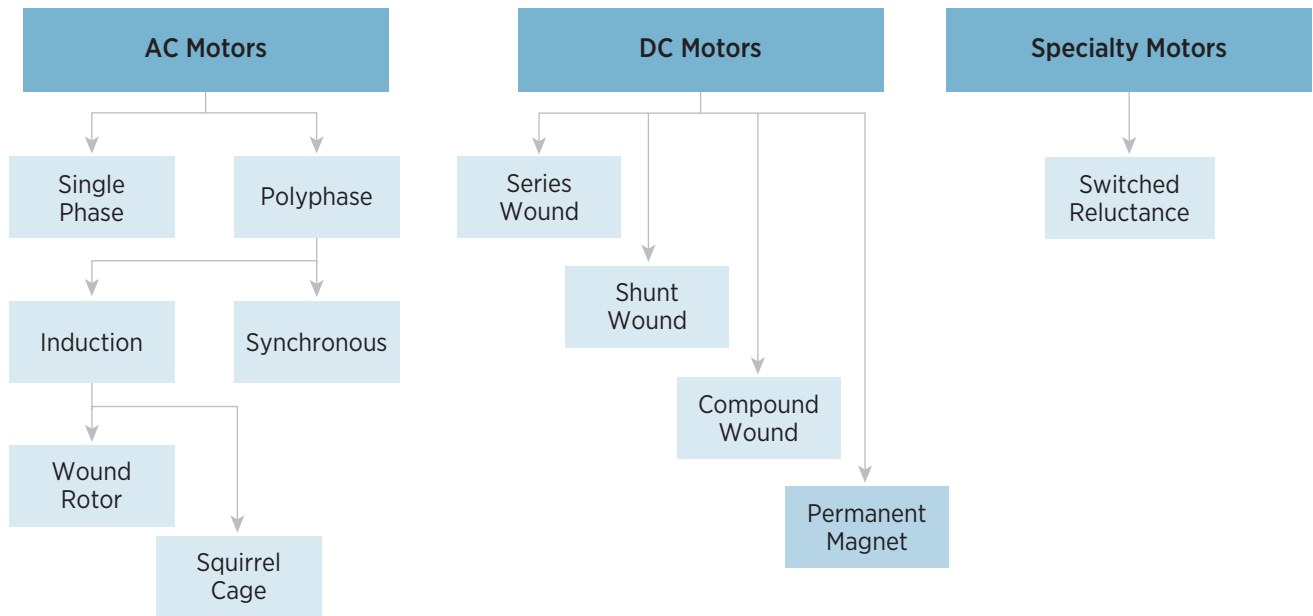 AC Motors
Single
Phase
Polyphase
Induction
Synchronous
Wound
Rotor
Squirrel
Cage
DC Motors
Series
Wound
Shunt
Wound
Compound
Wound
Permanent
Magnet
Specialty Motors
Switched
Reluctance